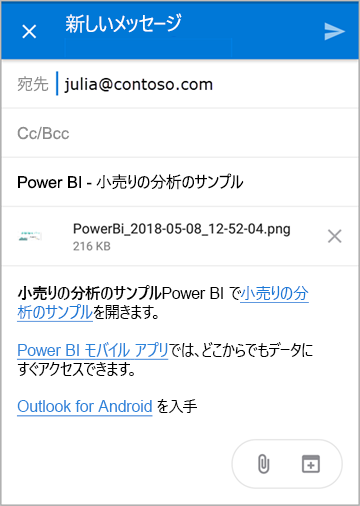 新しいメッセージ
宛先 julia@contoso.com
Cc/Bcc
Power BI - 小売りの分析のサンプル
PowerBi_2018-05-08_12-52-04.png
216 KB
小売りの分析のサンプルPower BI で小売りの分
析のサンプルを開きます。
Power BI モバイル アプリでは、どこからでもデータに
すぐアクセスできます。
Outlook for Android を入手